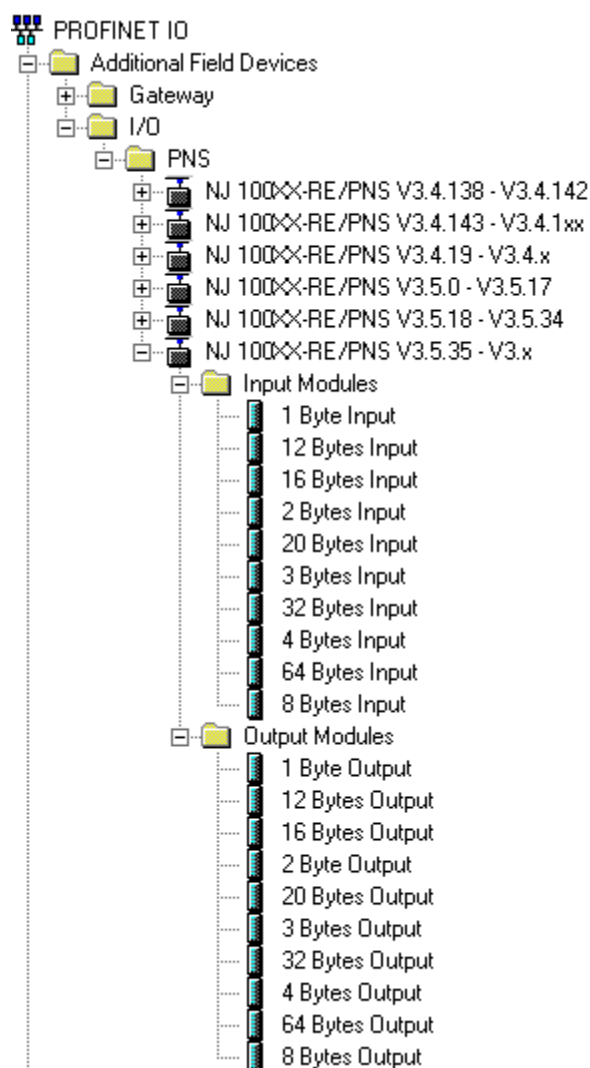 PROFINET IO
Additional Field Devices
Gateway
I/O
PNS
NJ 100XX-RE/PNS V3.4.138 - V3.4.142
NJ 100XX-RE/PNS V3.4.143 - V3.4.1xx
NJ 100XX-RE/PNS V3.4.19 - V3.4.x
NJ 100XX-RE/PNS V3.5.0 - V3.5.17
NJ 100XX-RE/PNS V3.5.18 - V3.5.34
NJ 100XX-RE/PNS V3.5.35 - V3.x
Input Modules
1 Byte Input
12 Bytes Input
16 Bytes Input
2 Bytes Input
20 Bytes Input
3 Bytes Input
32 Bytes Input
4 Bytes Input
64 Bytes Input
8 Bytes Input
Output Modules
1 Byte Output
12 Bytes Output
16 Bytes Output
2 Byte Output
20 Bytes Output
3 Bytes Output
32 Bytes Output
4 Bytes Output
64 Bytes Output
8 Bytes Output